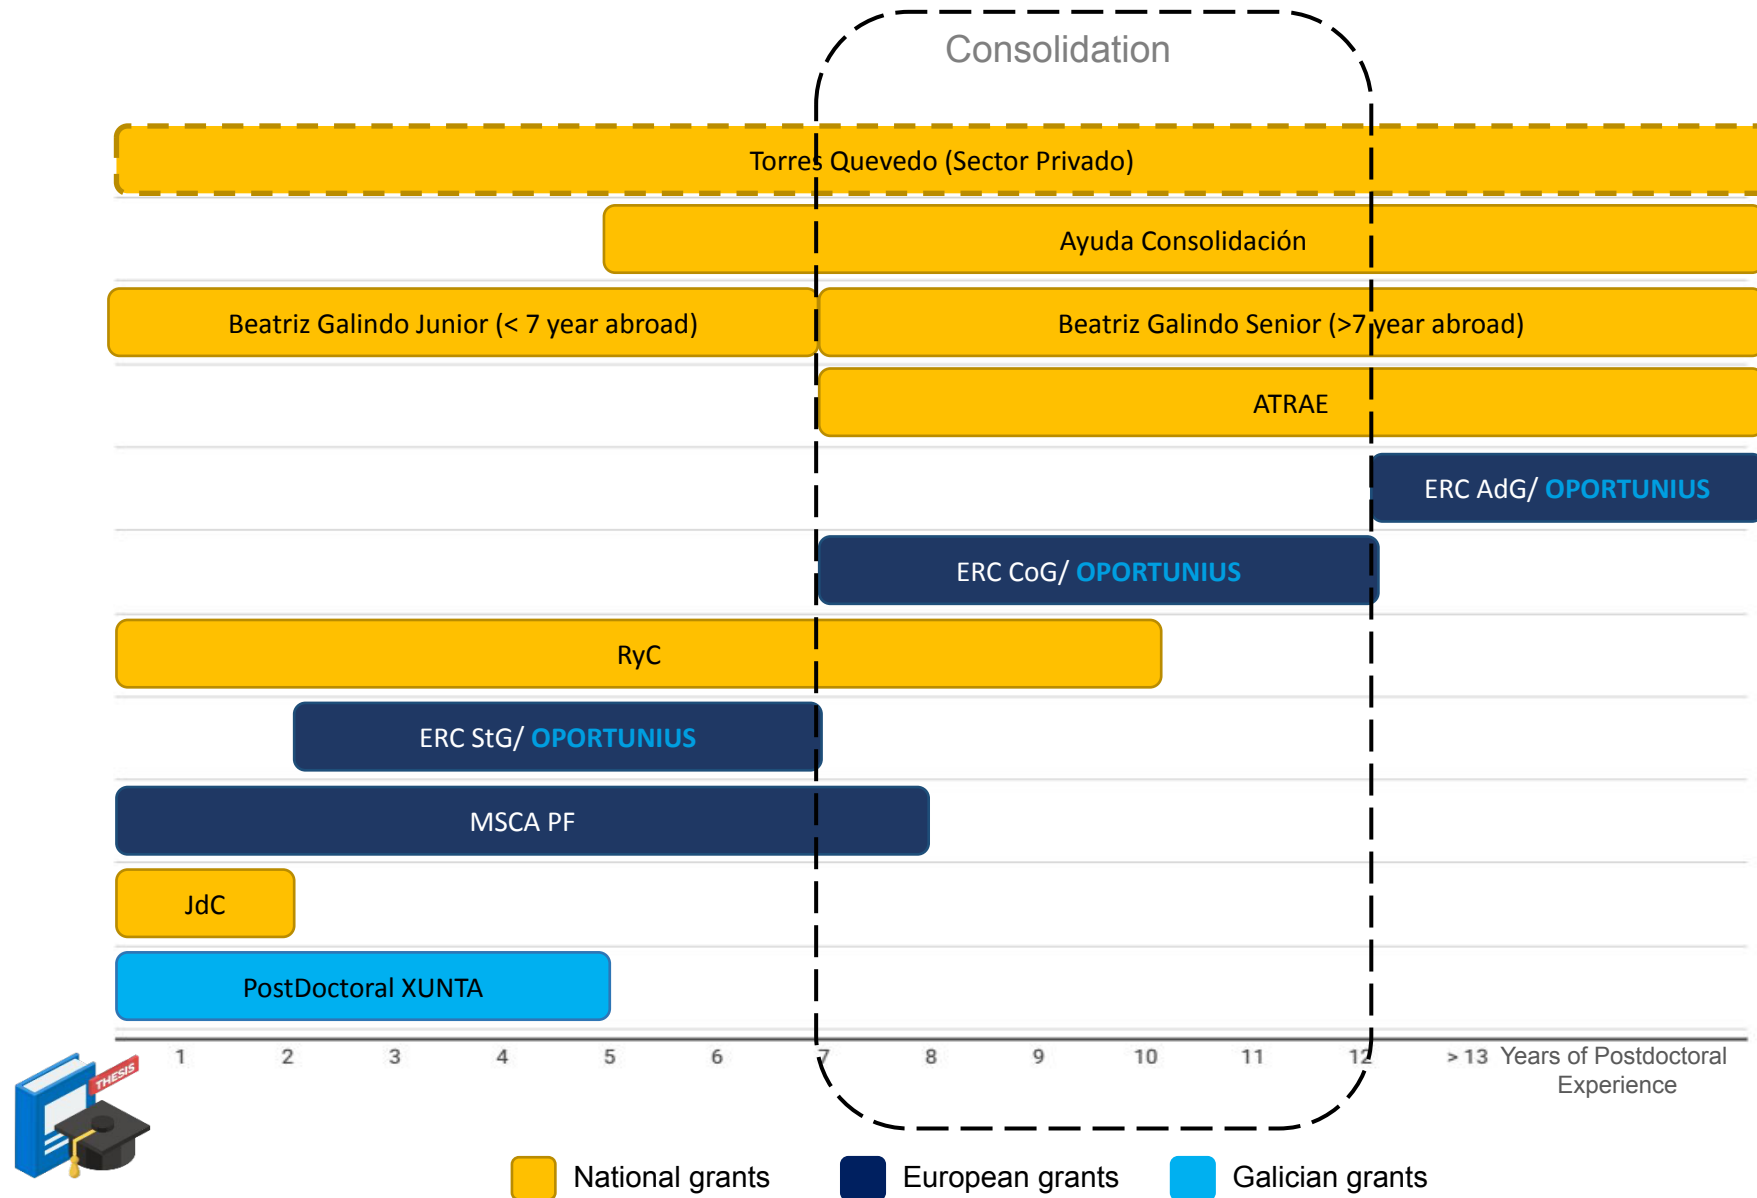 Consolidation
Torres Quevedo (Sector Privado)
Ayuda Consolidación
Beatriz Galindo Junior (< 7 year abroad)
Beatriz Galindo Senior (>7 year abroad)
ATRAE
ERC AdG/ OPORTUNIUS
ERC CoG/ OPORTUNIUS
RyC
ERC StG/ OPORTUNIUS
MSCA PF
JdC
PostDoctoral XUNTA
1 2 3 4 5 6 7 8 9 10 11 12 > 13 Years of Postdoctoral
Experience
THESIS
National grants
European grants
Galician grants